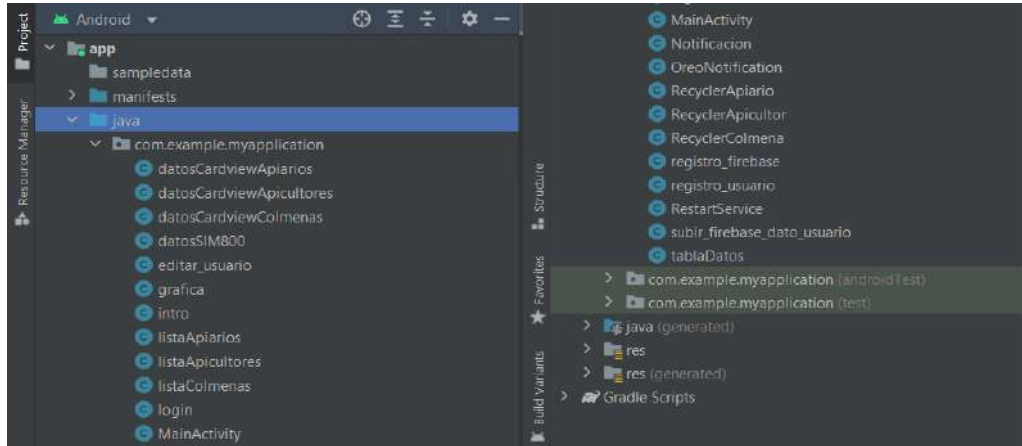 Project
Resource Manager
Android
app
sampledata
manifests
java
com.example.myapplication
datosCardviewApiarios
datosCardviewApicultores
datosCardviewColmenas
datosSIM800
editar_usuario
grafica
intro
listaApiarios
listaApicultores
listaColmenas
login
MainActivity
Structure
Favorites
Build Variants
MainActivity
Notificacion
OreoNotification
RecyclerApiario
RecyclerApicultor
RecyclerColmena
registro_firebase
registro_usuario
RestartService
subir_firebase_dato_usuario
tablaDatos
com.example.myapplication (androidTest)
com.example.myapplication (test)
java (generated)
res
res (generated)
Gradle Scripts